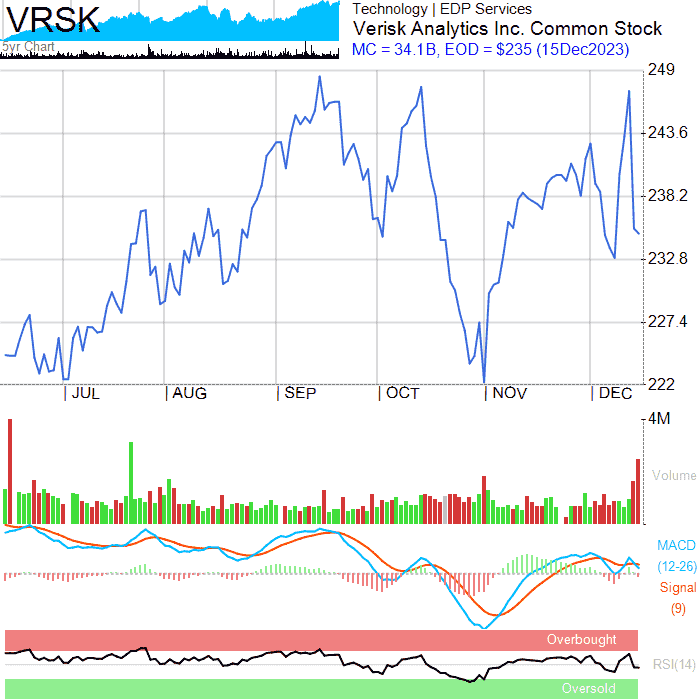 VRSK
5yr Chart
Technology | EDP Services
Verisk Analytics Inc. Common Stock
MC = 34.1B, EOD = $235 (15Dec2023)
249
243.6
238.2
232.8
227.4
222
JUL AUG SEP OCT NOV DEC
4M
Volume
MACD
(12-26)
Signal
(9)
Overbought
RSI(14)
Oversold